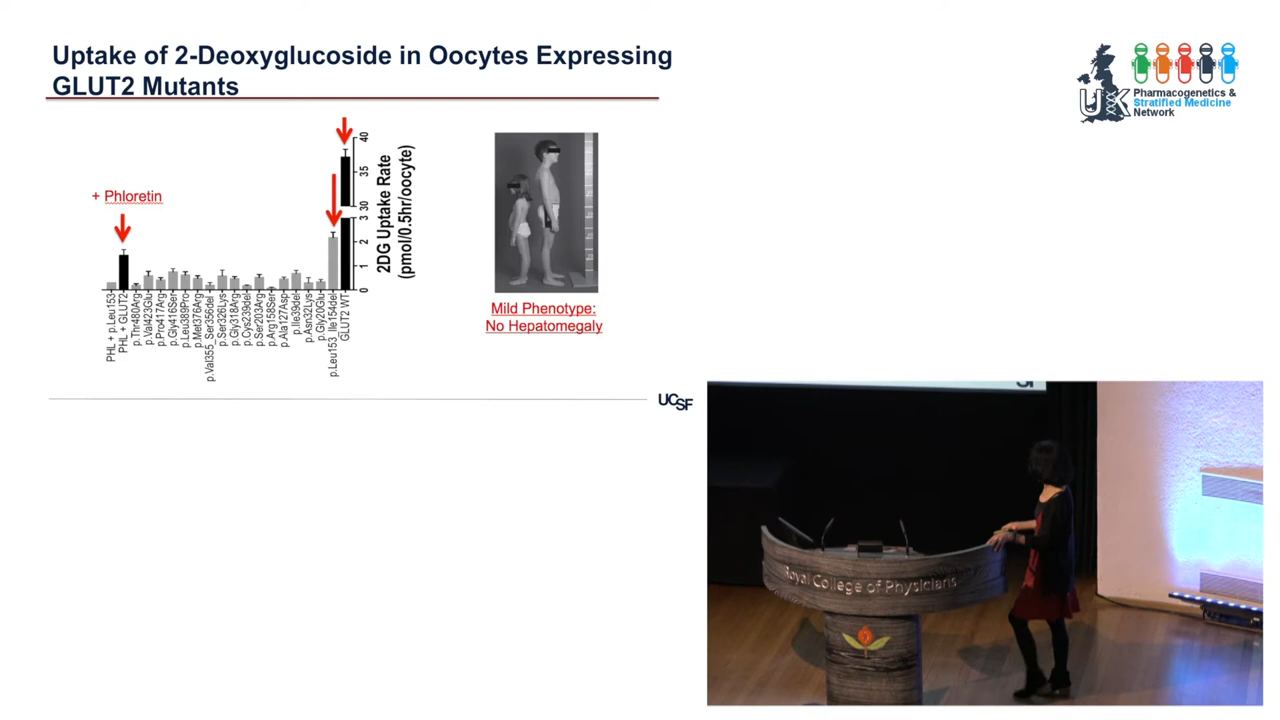 Uptake of 2-Deoxyglucoside in Oocytes Expressing
GLUT2 Mutants
UK
Pharmacogenetics &
Stratified Medicine
Network
+ Phloretin
40
35
30
3
2
1
0
2DG Uptake Rate
(pmol/0.5hr/oocyte)
PHL + p.Leu153
PHL + GLUT2
p.Thr480Arg
p.Val423Glu
p.Pro417Arg
p.Gly416Ser
p.Leu389Pro
p.Met376Arg
p.Val355_Ser356del
p.Ser326Lys
p.Gly318Arg
p.Cys239del
p.Ser203Arg
p.Arg158Ser
p.Ala127Asp
p.Ile39del
p.Asn32Lys
p.Gly20Glu
p.Leu153_Ile154del
GLUT2 WT
Mild Phenotype:
No Hepatomegaly
UCSF
Royal College of Physicians